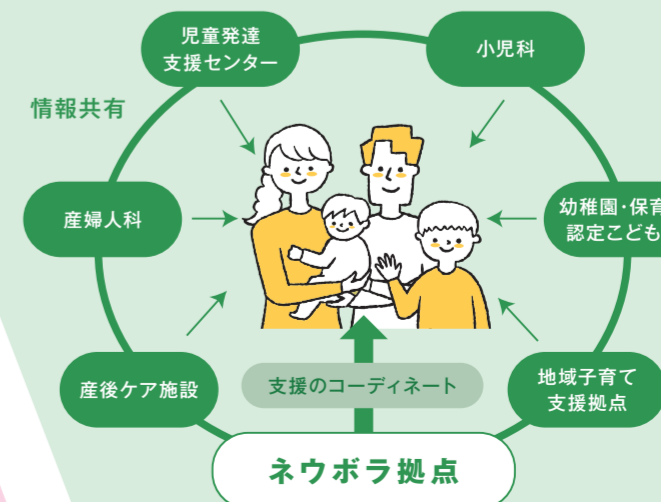 児童発達
支援センター
小児科
情報共有
産婦人科
幼稚園・保育
認定こども
産後ケア施設
支援のコーディネート
地域子育て
支援拠点
ネウボラ拠点